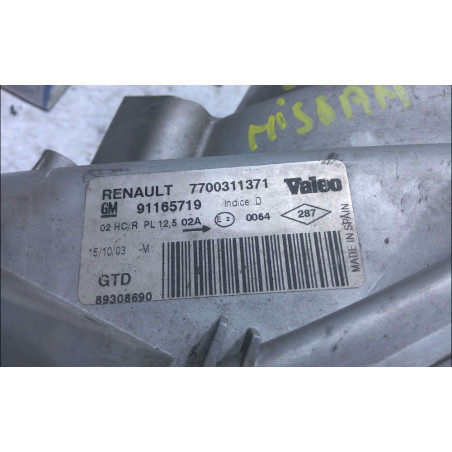 RENAULT 7700311371 Valeo
GM 91165719 Indice: D
02 HC/R PL 12,5 02A E2 0064 287
15/10/03 -M
GTD
89308690
MADE IN SPAIN